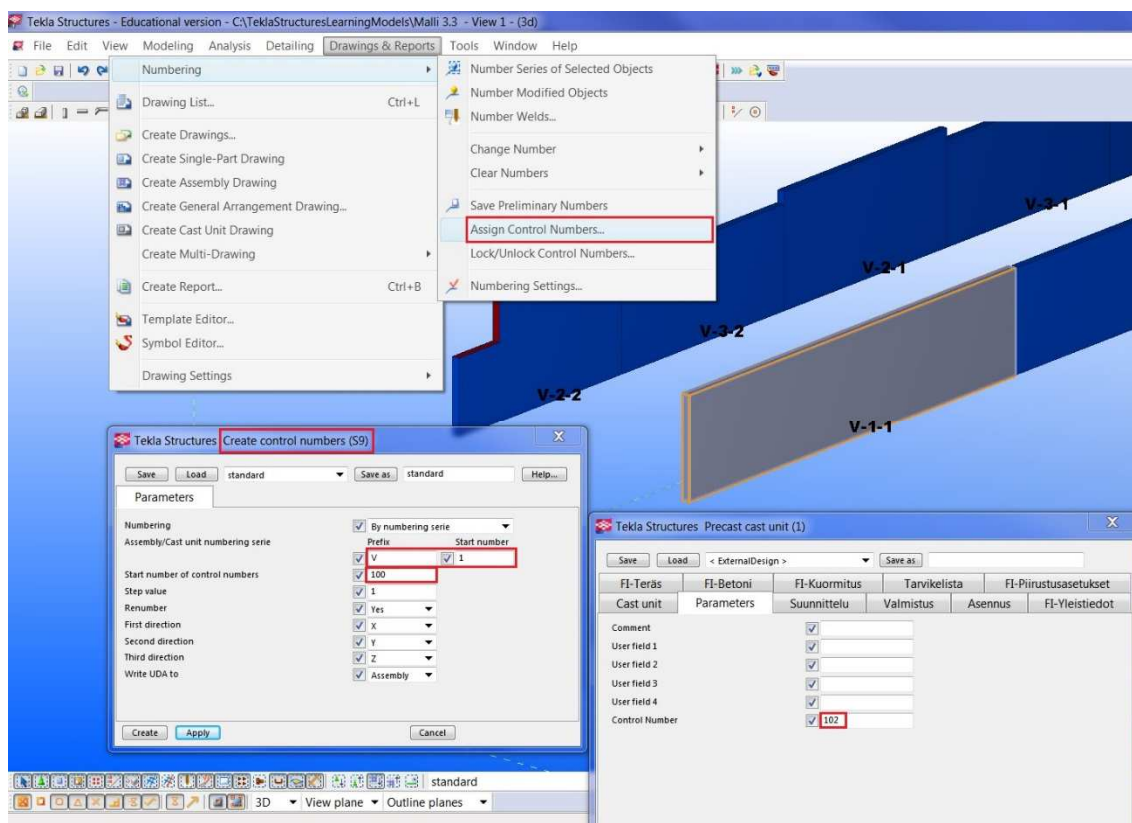 Tekla Structures - Educational version - C:\TeklaStructuresLearningModels\Malli 3.3 - View 1 - (3d)
File Edit View Modeling Analysis Detailing Drawings & Reports Tools Window Help
Numbering
Drawing List... Ctrl+L
Create Drawings...
Create Single-Part Drawing
Create Assembly Drawing
Create General Arrangement Drawing...
Create Cast Unit Drawing
Create Multi-Drawing
Create Report... Ctrl+B
Template Editor...
Symbol Editor...
Drawing Settings
Number Series of Selected Objects
Number Modified Objects
Number Welds...
Change Number
Clear Numbers
Save Preliminary Numbers
Assign Control Numbers...
Lock/Unlock Control Numbers...
Numbering Settings...
V-3-1
V-2-1
V-3-2
V-2-2
V-1-1
Tekla Structures Create control numbers (S9)
Save Load standard Save as standard Help...
Parameters
Numbering By numbering serie
Assembly/Cast unit numbering serie Prefix Start number
V 1
Start number of control numbers 100
Step value 1
Renumber Yes
First direction X
Second direction Y
Third direction Z
Write UDA to Assembly
Create Apply Cancel
Tekla Structures Precast cast unit (1)
Save Load < ExternalDesign > Save as
FI-Teräs FI-Betoni FI-Kuormitus Tarvikelista FI-Piirustusasetukset
Cast unit Parameters Suunnittelu Valmistus Asennus FI-Yleistiedot
Comment
User field 1
User field 2
User field 3
User field 4
Control Number 102
standard
3D View plane Outline planes